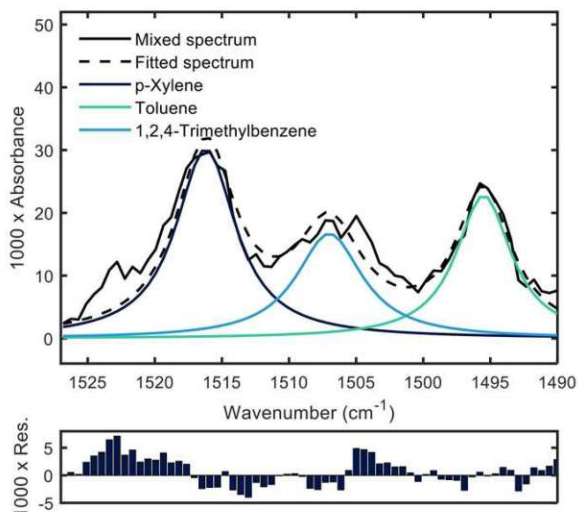 50
40
30
20
10
0
1000 x Absorbance
Mixed spectrum
Fitted spectrum
p-Xylene
Toluene
1,2,4-Trimethylbenzene
1525 1520 1515 1510 1505 1500 1495 1490
Wavenumber (cm⁻¹)
5
0
-5
1000 x Res.